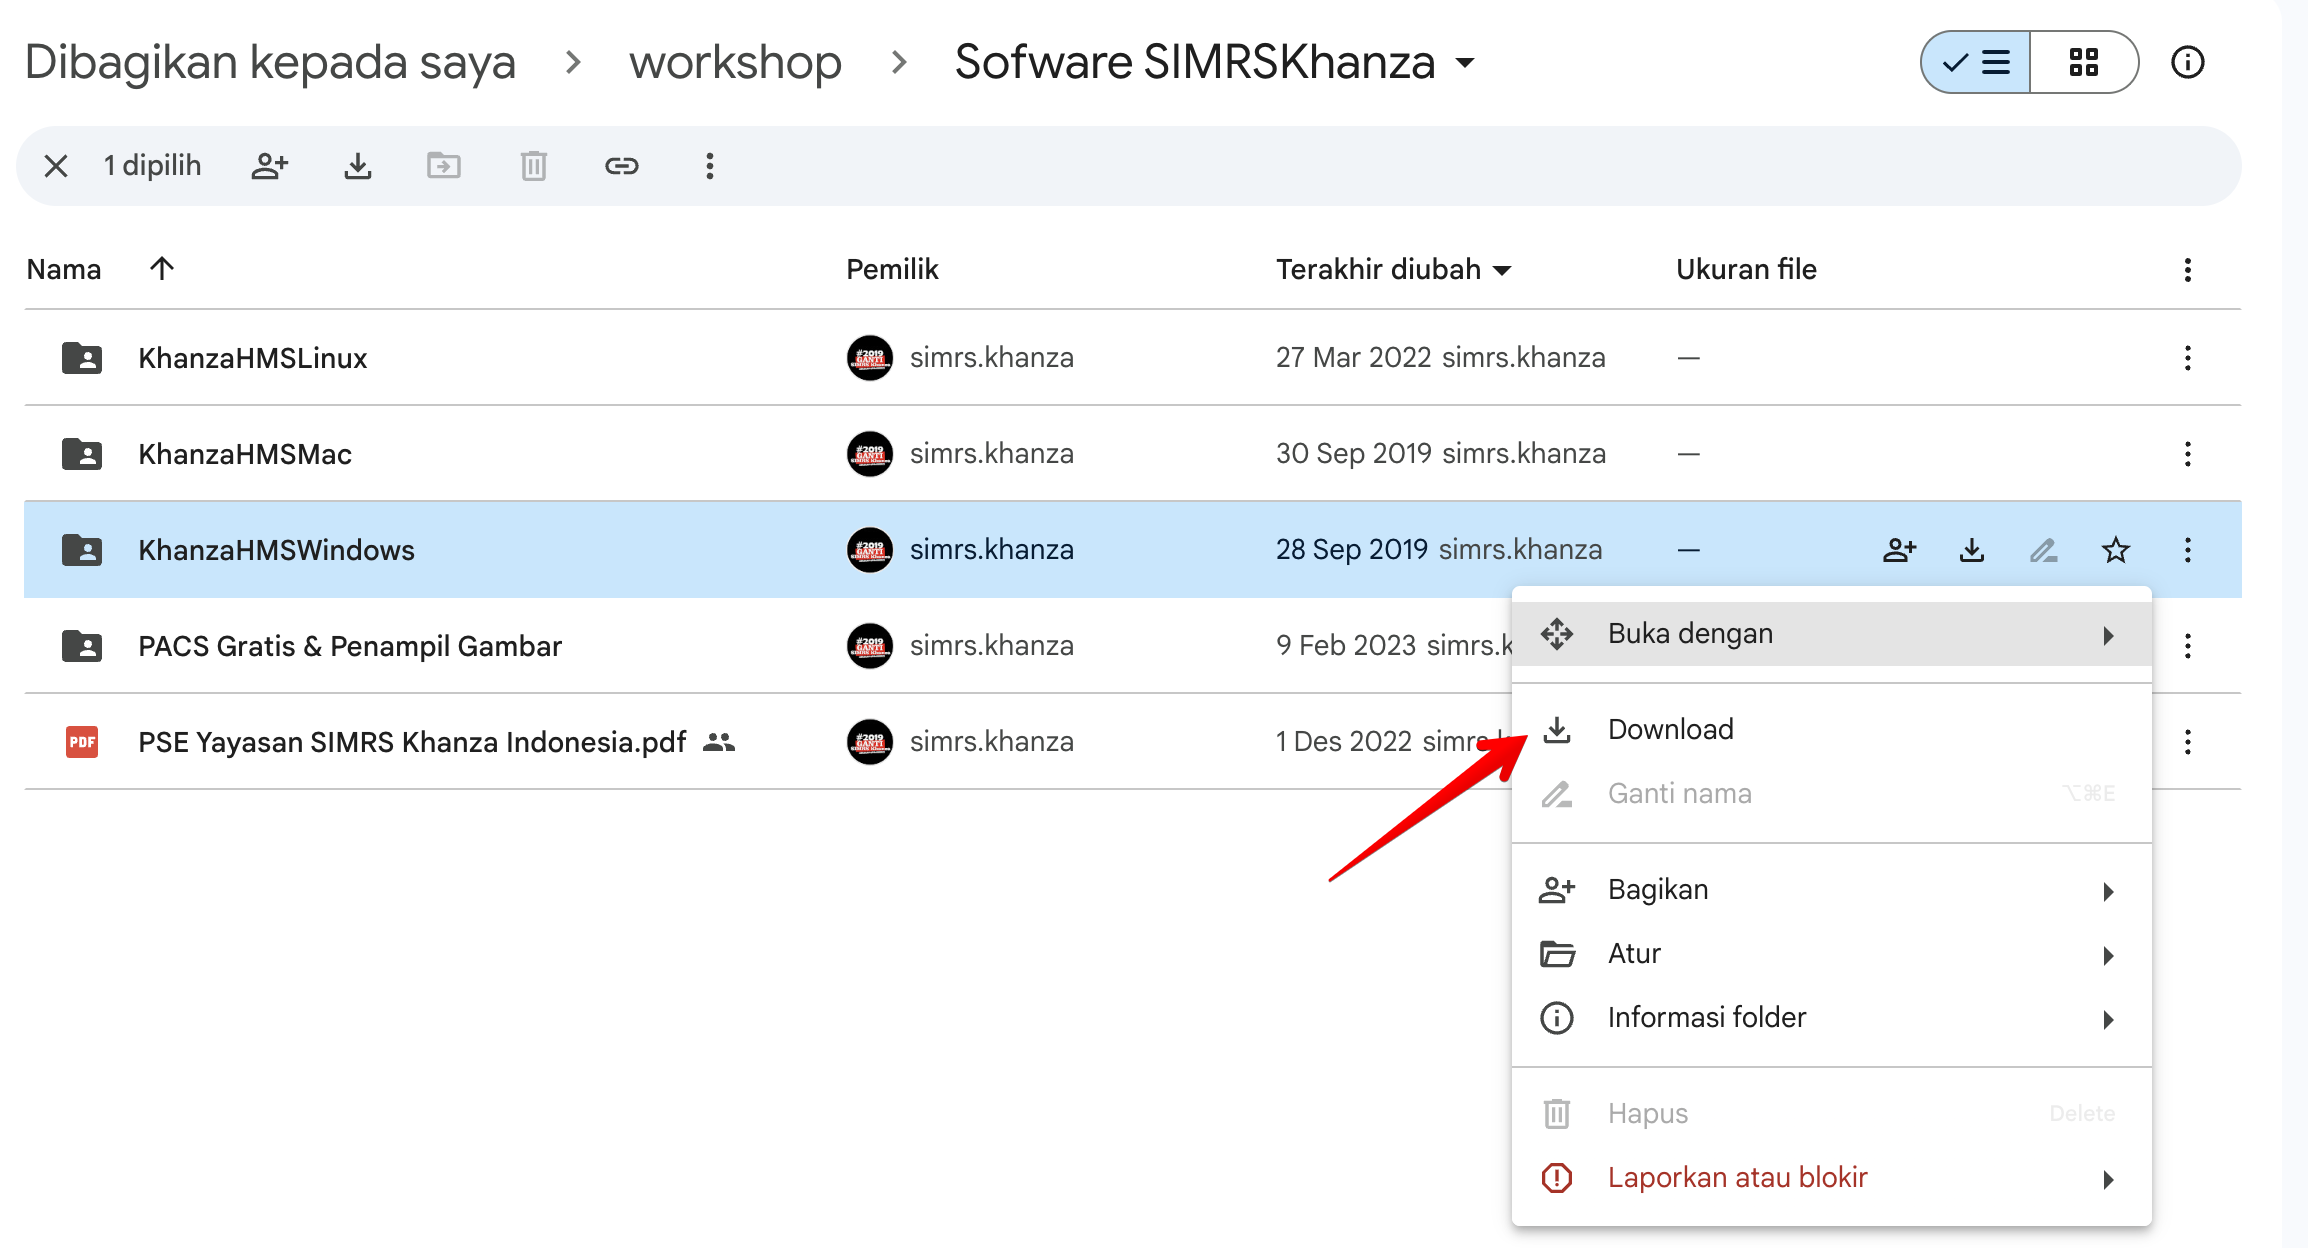 Dibagikan kepada saya > workshop > Sofware SIMRSKhanza
1 dipilih
Nama Pemilik Terakhir diubah Ukuran file
KhanzaHMSLinux simrs.khanza 27 Mar 2022 simrs.khanza —
KhanzaHMSMac simrs.khanza 30 Sep 2019 simrs.khanza —
KhanzaHMSWindows simrs.khanza 28 Sep 2019 simrs.khanza —
PACS Gratis & Penampil Gambar simrs.khanza 9 Feb 2023 simrs.k
PDF PSE Yayasan SIMRS Khanza Indonesia.pdf simrs.khanza 1 Des 2022 simrs.k
Buka dengan
Download
Ganti nama ⌥⌘E
Bagikan
Atur
Informasi folder
Hapus Delete
Laporkan atau blokir